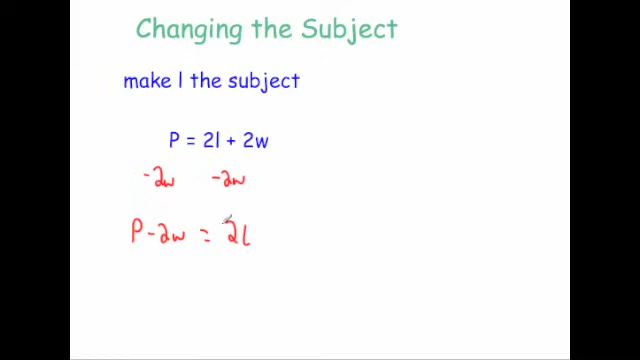 Changing the Subject
make l the subject
P = 2l + 2w
-2w -2w
P - 2w = 2l